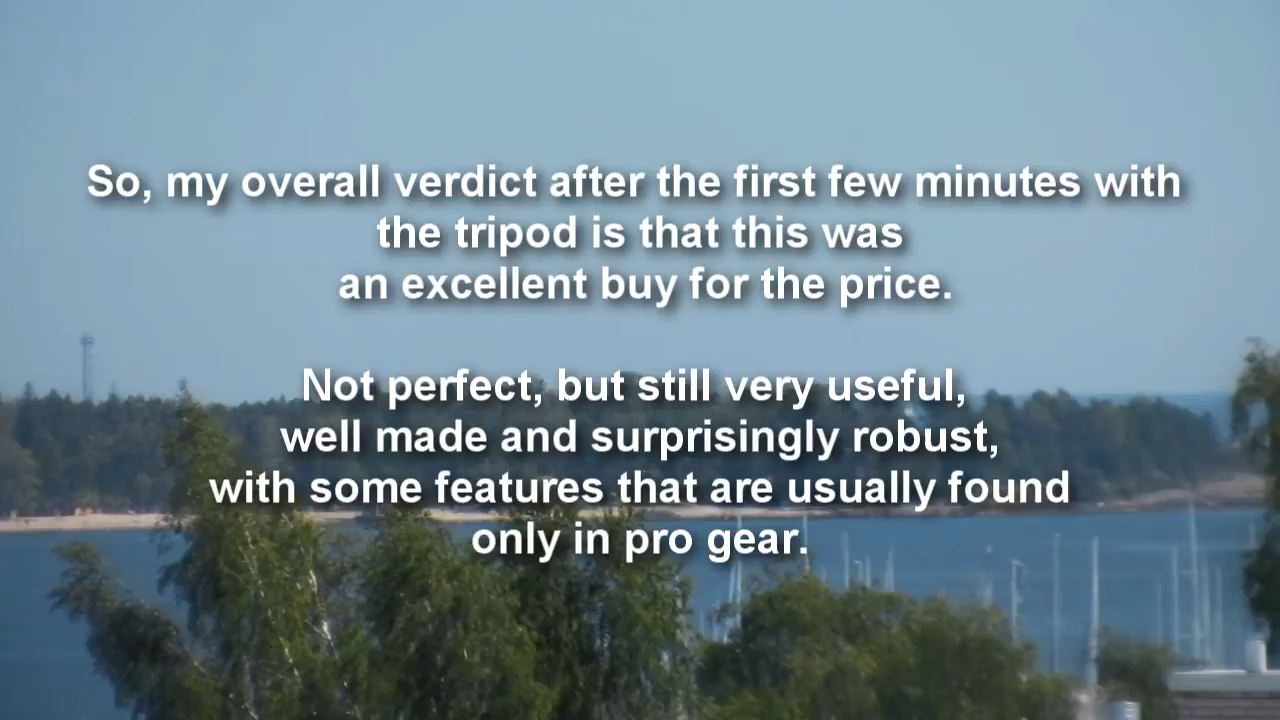 So, my overall verdict after the first few minutes with
the tripod is that this was
an excellent buy for the price.
Not perfect, but still very useful,
well made and surprisingly robust,
with some features that are usually found
only in pro gear.